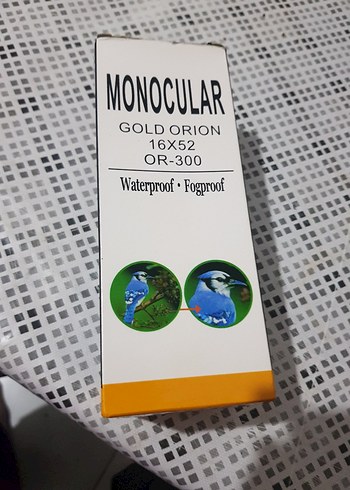 MONOCULAR
GOLD ORION
16X52
OR-300
Waterproof • Fogproof